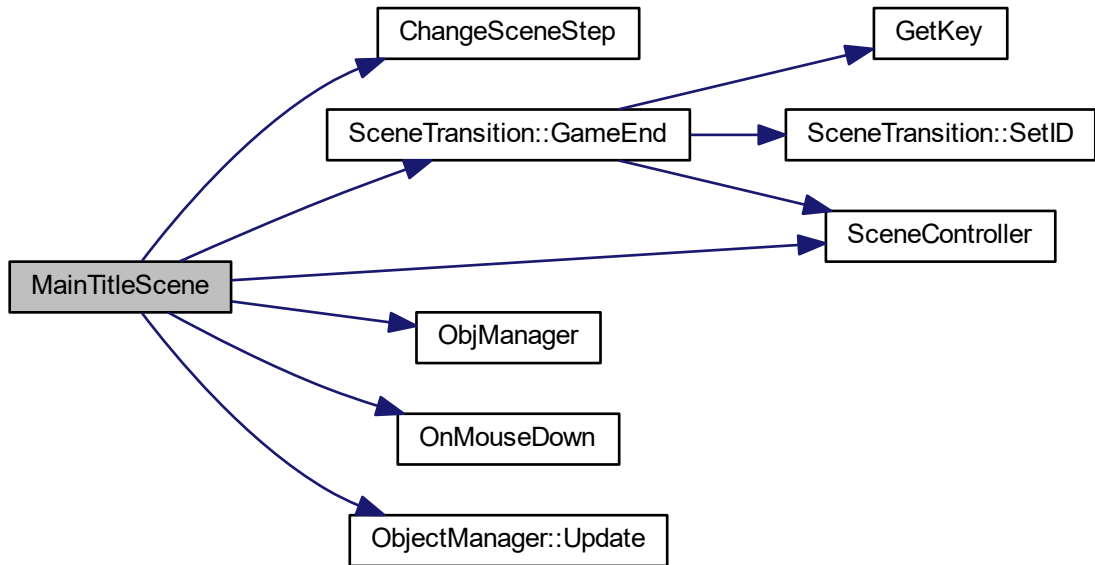 ChangeSceneStep
GetKey
SceneTransition::GameEnd
SceneTransition::SetID
SceneController
MainTitleScene
ObjManager
OnMouseDown
ObjectManager::Update